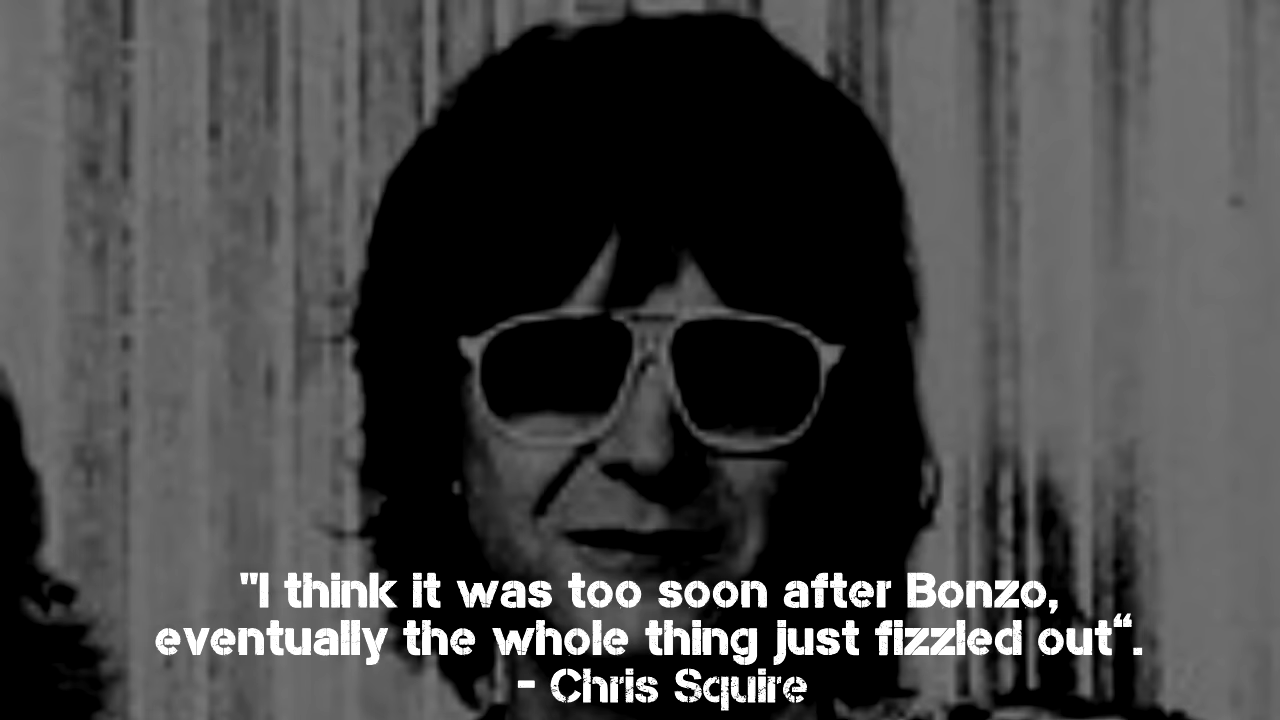 "I think it was too soon after Bonzo,
eventually the whole thing just fizzled out“.
- Chris Squire